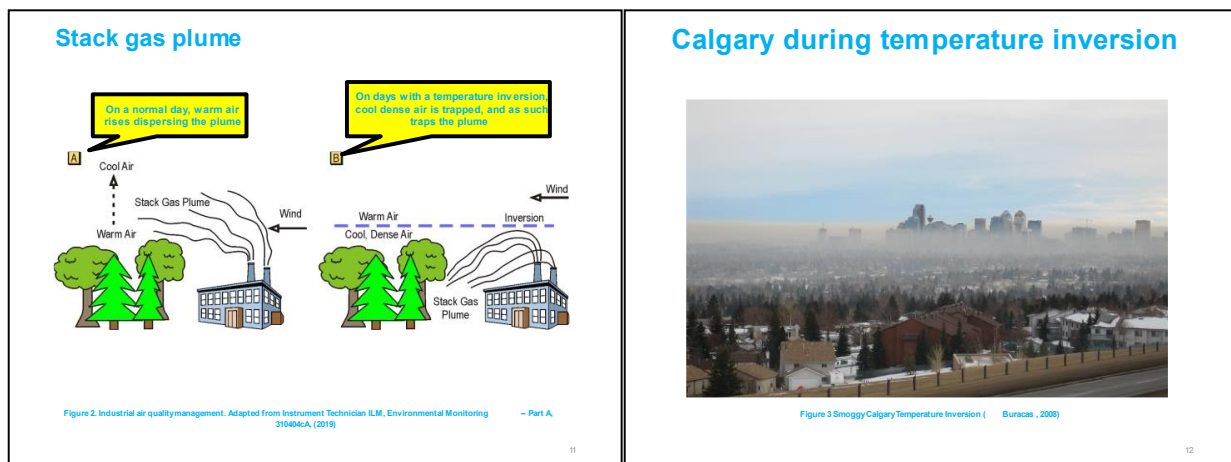 Stack gas plume
On a normal day, warm air
rises dispersing the plume
On days with a temperature inversion,
cool dense air is trapped, and as such
traps the plume
A
Cool Air
Stack Gas Plume
Wind
Warm Air
B
Wind
Warm Air
Inversion
Cool, Dense Air
Stack Gas
Plume
Figure 2. Industrial air quality management. Adapted from Instrument Technician ILM, Environmental Monitoring – Part A,
310404cA, (2019)
11
Calgary during temperature inversion
Figure 3 Smoggy Calgary Temperature Inversion ( Buracas , 2008)
12